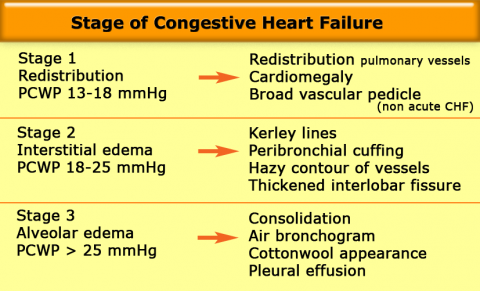 Stage of Congestive Heart Failure
Stage 1
Redistribution
PCWP 13-18 mmHg
Redistribution pulmonary vessels
Cardiomegaly
Broad vascular pedicle
(non acute CHF)
Stage 2
Interstitial edema
PCWP 18-25 mmHg
Kerley lines
Peribronchial cuffing
Hazy contour of vessels
Thickened interlobar fissure
Stage 3
Alveolar edema
PCWP > 25 mmHg
Consolidation
Air bronchogram
Cottonwool appearance
Pleural effusion